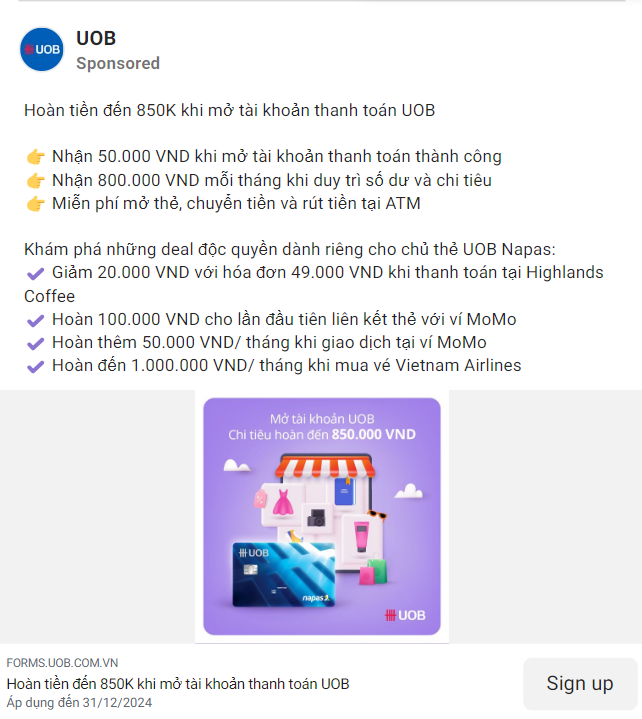 UOB
UOB
Sponsored
Hoàn tiền đến 850K khi mở tài khoản thanh toán UOB
👉 Nhận 50.000 VND khi mở tài khoản thanh toán thành công
👉 Nhận 800.000 VND mỗi tháng khi duy trì số dư và chi tiêu
👉 Miễn phí mở thẻ, chuyển tiền và rút tiền tại ATM
Khám phá những deal độc quyền dành riêng cho chủ thẻ UOB Napas:
✔ Giảm 20.000 VND với hóa đơn 49.000 VND khi thanh toán tại Highlands
Coffee
✔ Hoàn 100.000 VND cho lần đầu tiên liên kết thẻ với ví MoMo
✔ Hoàn thêm 50.000 VND/ tháng khi giao dịch tại ví MoMo
✔ Hoàn đến 1.000.000 VND/ tháng khi mua vé Vietnam Airlines
Mở tài khoản UOB
Chi tiêu hoàn đến 850.000 VND
UOB
napas
UOB
FORMS.UOB.COM.VN
Hoàn tiền đến 850K khi mở tài khoản thanh toán UOB
Áp dụng đến 31/12/2024
Sign up